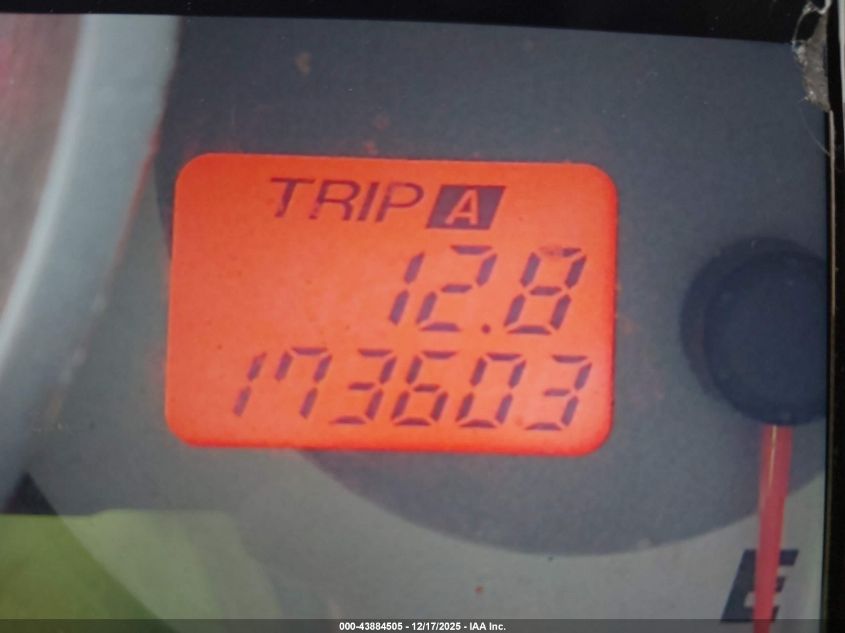 TRIP A
12.8
173603
E
000-43884505 - 12/17/2025 - IAA Inc.